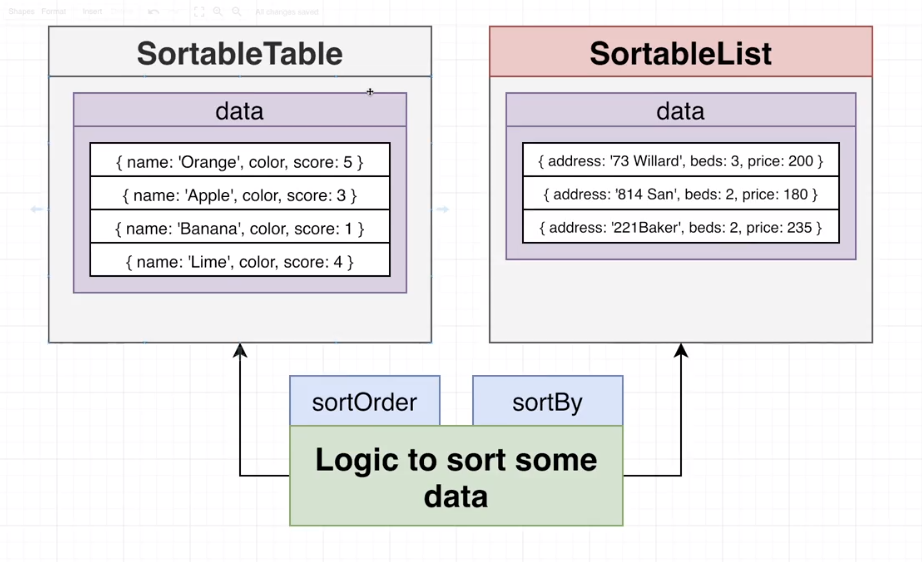 Shapes Format Insert All changes saved
SortableTable
data
{ name: 'Orange', color, score: 5 }
{ name: 'Apple', color, score: 3 }
{ name: 'Banana', color, score: 1 }
{ name: 'Lime', color, score: 4 }
SortableList
data
{ address: '73 Willard', beds: 3, price: 200 }
{ address: '814 San', beds: 2, price: 180 }
{ address: '221Baker', beds: 2, price: 235 }
sortOrder
sortBy
Logic to sort some
data